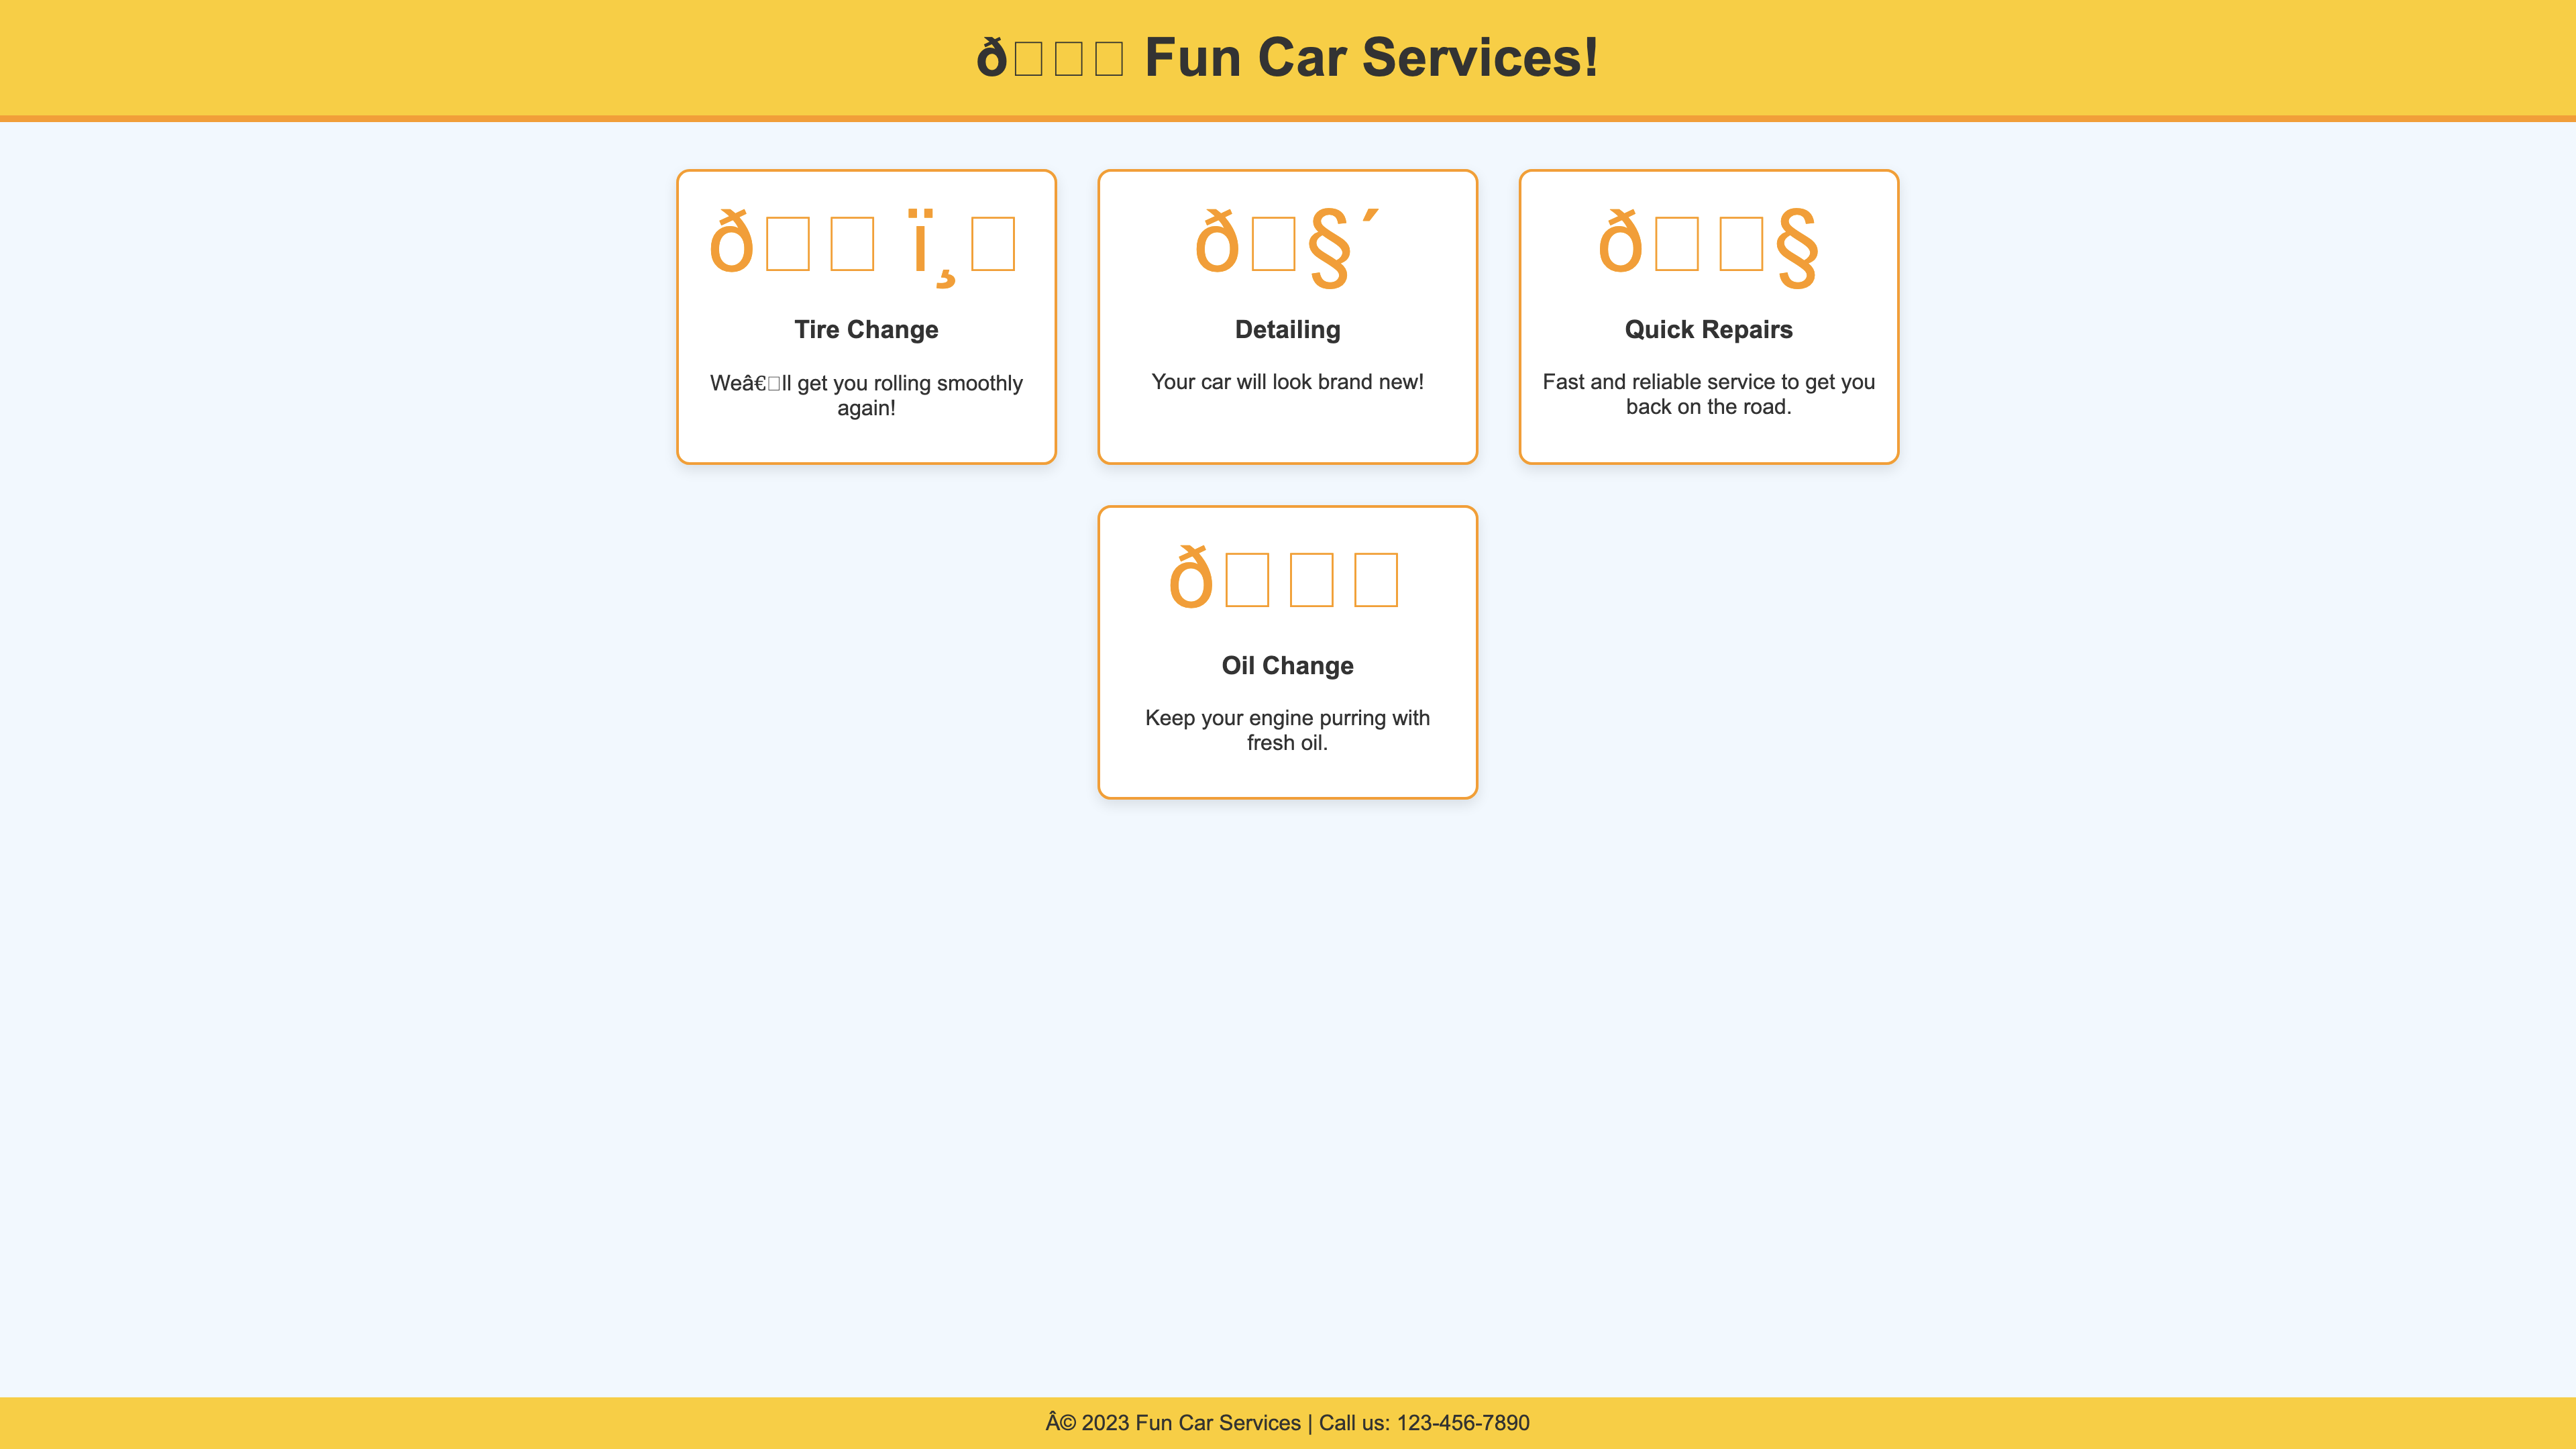 ð□□□ Fun Car Services!
ð□□ ï¸□
Tire Change
Weâ€□ll get you rolling smoothly
again!
ð□§´
Detailing
Your car will look brand new!
ð□□§
Quick Repairs
Fast and reliable service to get you
back on the road.
ð□□□
Oil Change
Keep your engine purring with
fresh oil.
Â© 2023 Fun Car Services | Call us: 123-456-7890